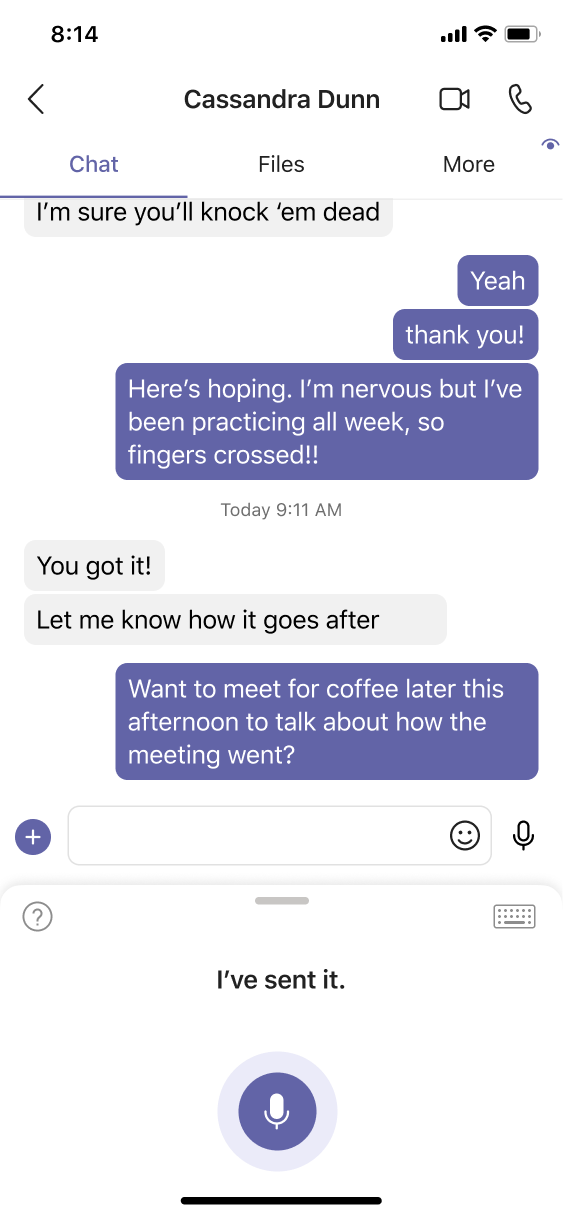 8:14
Cassandra Dunn
Chat Files More
I’m sure you’ll knock ‘em dead
Yeah
thank you!
Here’s hoping. I’m nervous but I’ve
been practicing all week, so
fingers crossed!!
Today 9:11 AM
You got it!
Let me know how it goes after
Want to meet for coffee later this
afternoon to talk about how the
meeting went?
I’ve sent it.